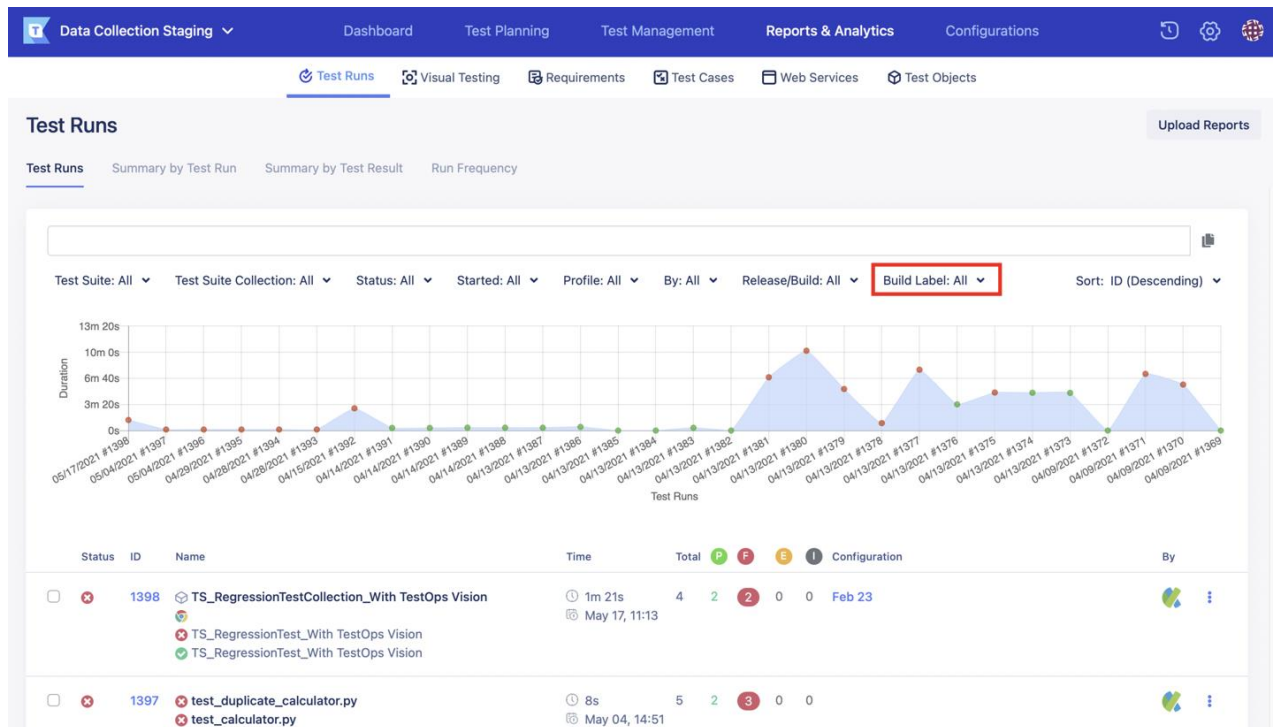 Data Collection Staging Dashboard Test Planning Test Management Reports & Analytics Configurations
Test Runs Visual Testing Requirements Test Cases Web Services Test Objects
Test Runs Upload Reports
Test Runs Summary by Test Run Summary by Test Result Run Frequency
Test Suite: All Test Suite Collection: All Status: All Started: All Profile: All By: All Release/Build: All Build Label: All Sort: ID (Descending)
13m 20s
10m 0s
6m 40s
3m 20s
0s
Duration
05/17/2021 #1398 05/04/2021 #1397 05/04/2021 #1396 04/29/2021 #1395 04/28/2021 #1394 04/28/2021 #1393 04/15/2021 #1392 04/14/2021 #1391 04/14/2021 #1390 04/14/2021 #1389 04/14/2021 #1388 04/13/2021 #1387 04/13/2021 #1386 04/13/2021 #1385 04/13/2021 #1384 04/13/2021 #1383 04/13/2021 #1382 04/13/2021 #1381 04/13/2021 #1380 04/13/2021 #1379 04/13/2021 #1378 04/13/2021 #1377 04/13/2021 #1376 04/13/2021 #1375 04/13/2021 #1374 04/13/2021 #1373 04/09/2021 #1372 04/09/2021 #1371 04/09/2021 #1370 04/09/2021 #1369
Test Runs
Status ID Name Time Total P F E I Configuration By
1398 TS_RegressionTestCollection_With TestOps Vision 1m 21s 4 2 2 0 0 Feb 23
May 17, 11:13
TS_RegressionTest_With TestOps Vision
TS_RegressionTest_With TestOps Vision
1397 test_duplicate_calculator.py 8s 5 2 3 0 0
test_calculator.py May 04, 14:51